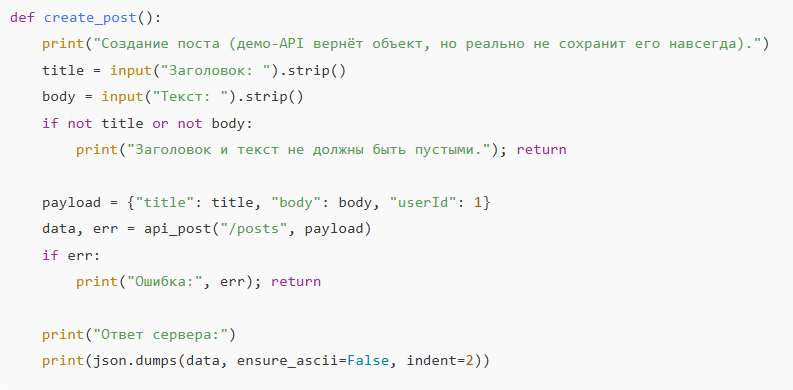 def create_post():
    print("Создание поста (демо-API вернёт объект, но реально не сохранит его навсегда).")
    title = input("Заголовок: ").strip()
    body = input("Текст: ").strip()
    if not title or not body:
        print("Заголовок и текст не должны быть пустыми."); return

    payload = {"title": title, "body": body, "userId": 1}
    data, err = api_post("/posts", payload)
    if err:
        print("Ошибка:", err); return

    print("Ответ сервера:")
    print(json.dumps(data, ensure_ascii=False, indent=2))